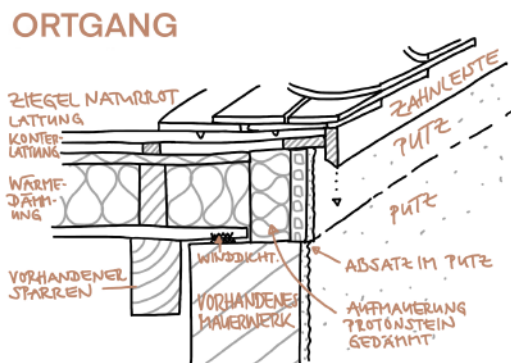 ORTGANG
ZIEGEL NATURROT
LATTUNG
KONTER-
LATTUNG
WÄRME-
DÄMM-
UNG
VORHANDENER
SPARREN
WINDDICHT.
VORHANDENES
MAUERWERK
ZAHNLEISTE
PUTZ
PUTZ
ABSATZ IM PUTZ
AUFMAUERUNG
PROTONSTEIN
GEDÄMMT